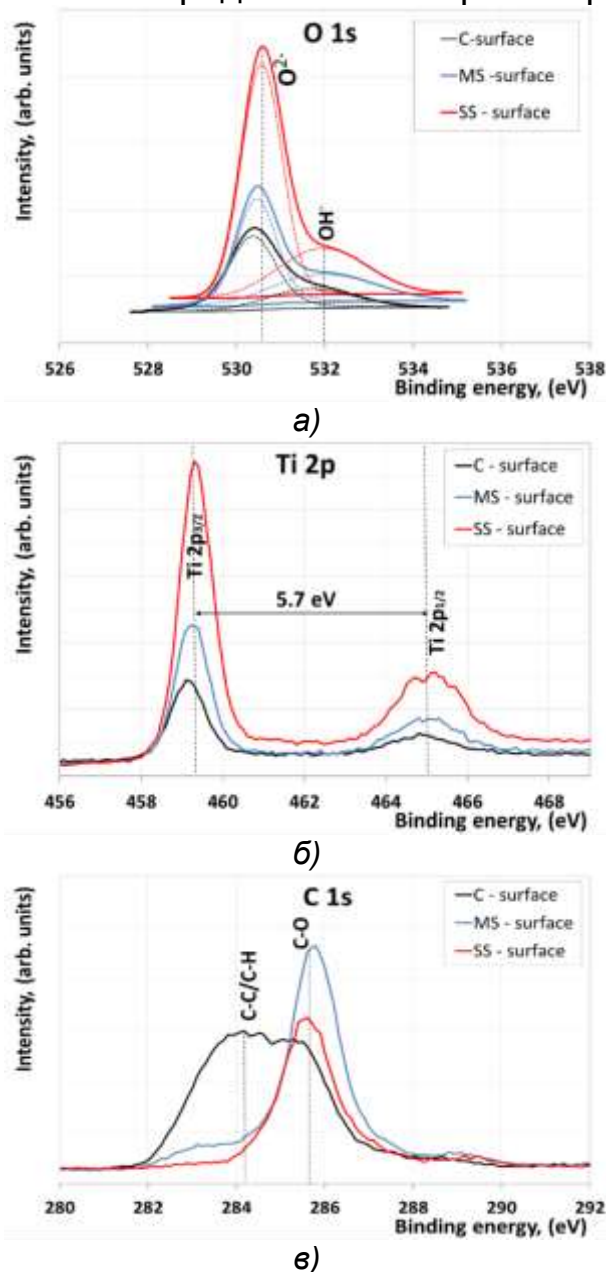 O 1s
Intensity, (arb. units)
O²⁻
OH⁻
C-surface
MS -surface
SS - surface
526 528 530 532 534 536 538
Binding energy, (eV)
а)
Ti 2p
Intensity, (arb. units)
Ti 2p₃/₂
5.7 eV
Ti 2p₁/₂
C - surface
MS - surface
SS - surface
456 458 460 462 464 466 468
Binding energy, (eV)
б)
C 1s
Intensity, (arb. units)
C-C/C-H
C-O
C - surface
MS - surface
SS - surface
280 282 284 286 288 290 292
Binding energy, (eV)
в)